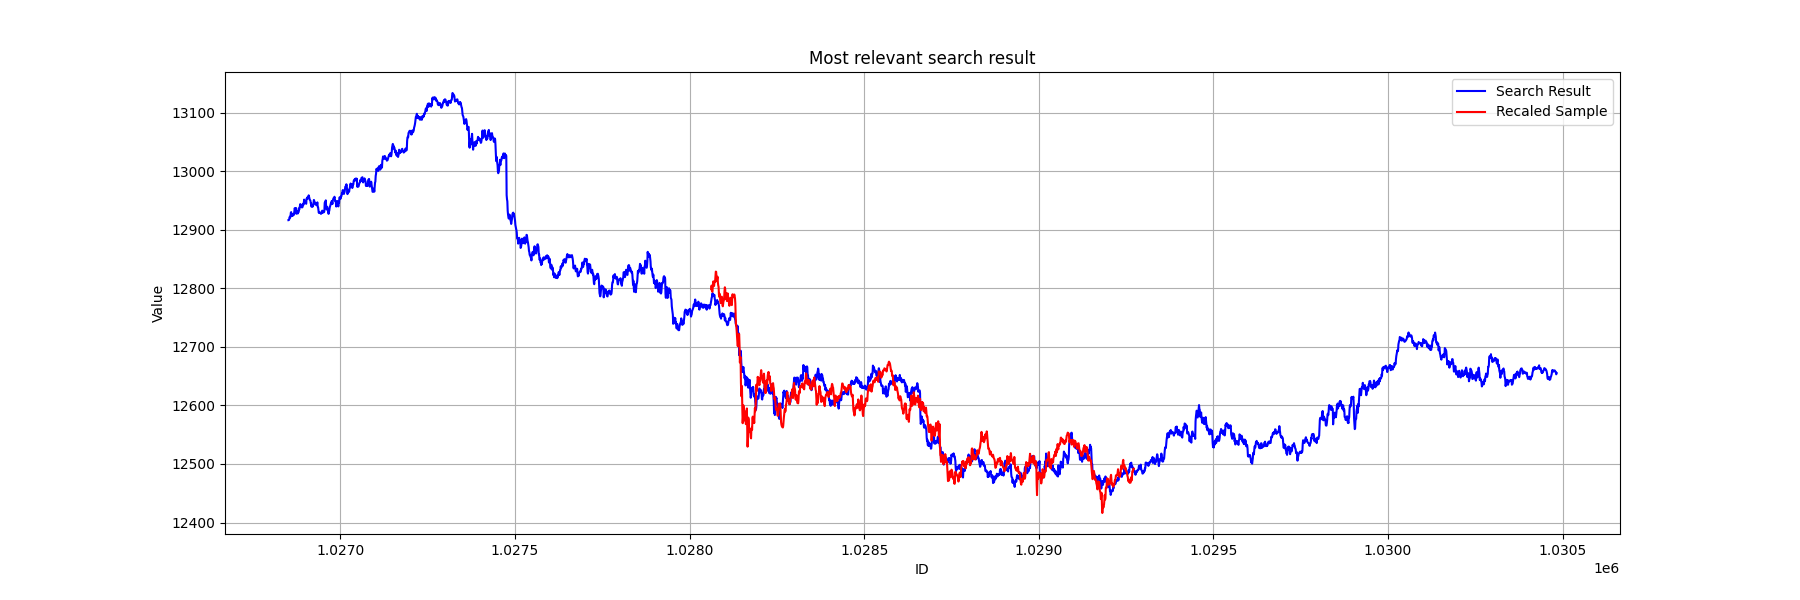 Most relevant search result
Search Result
Recaled Sample
13100
13000
12900
12800
12700
12600
12500
12400
Value
1.0270
1.0275
1.0280
1.0285
1.0290
1.0295
1.0300
1.0305
ID
1e6